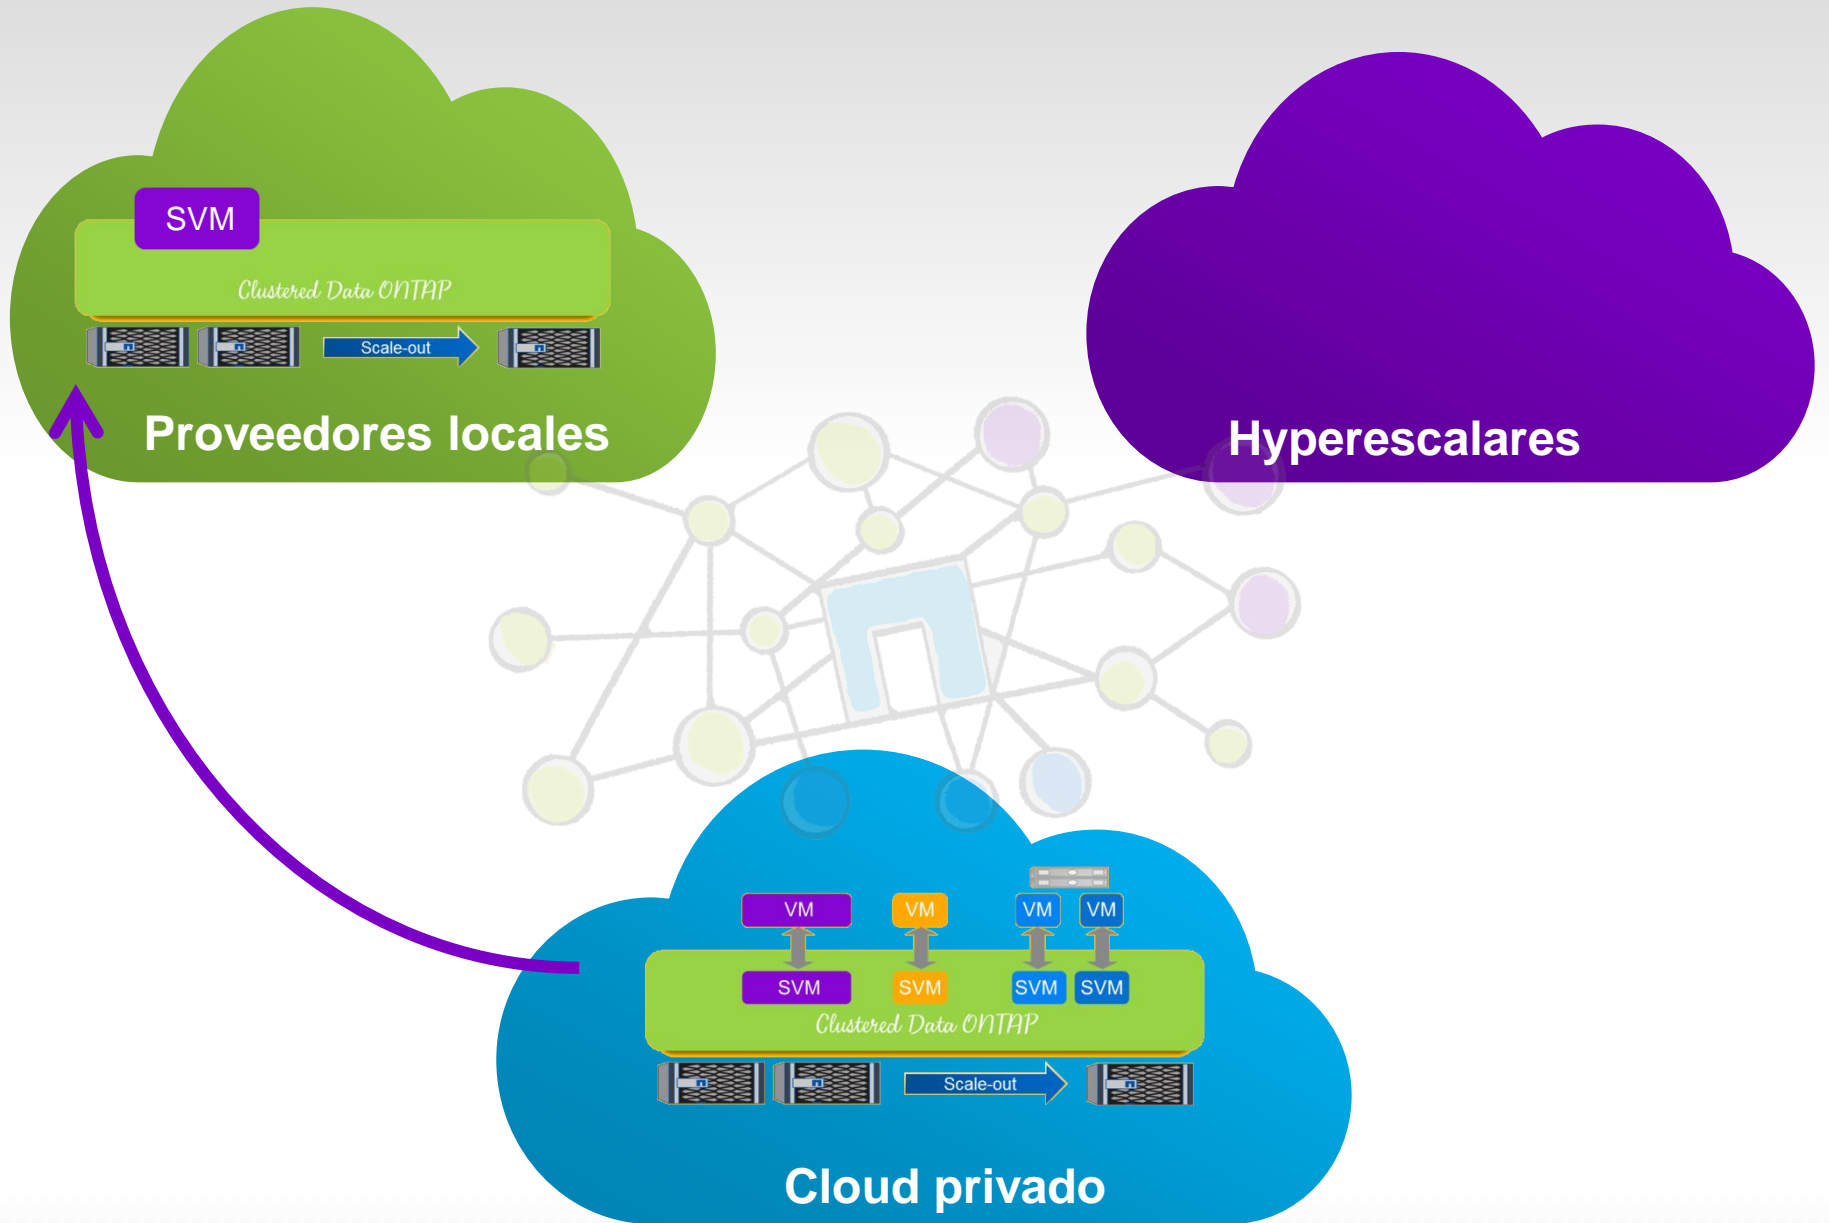 SVM
Clustered Data ONTAP
Scale-out
Proveedores locales
Hyperescalares
VM VM VM VM
SVM SVM SVM SVM
Clustered Data ONTAP
Scale-out
Cloud privado